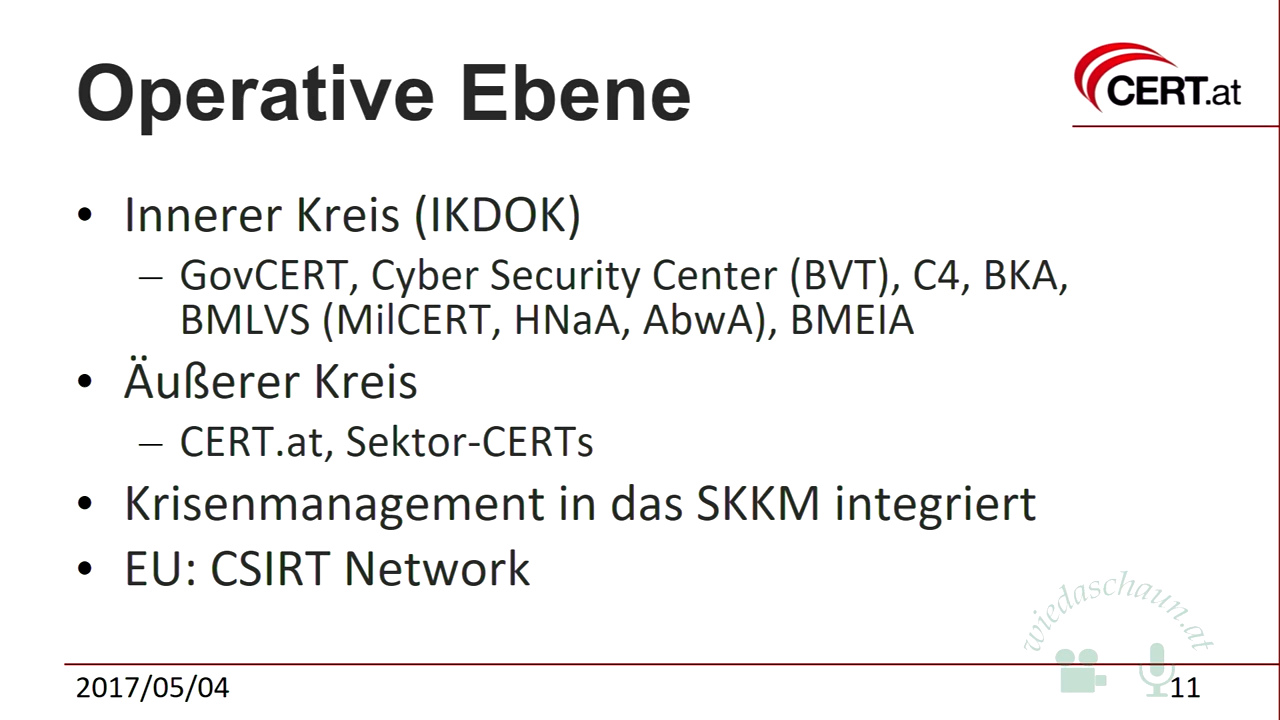 Operative Ebene
CERT.at
• Innerer Kreis (IKDOK)
– GovCERT, Cyber Security Center (BVT), C4, BKA,
BMLVS (MilCERT, HNaA, AbwA), BMEIA
• Äußerer Kreis
– CERT.at, Sektor-CERTs
• Krisenmanagement in das SKKM integriert
• EU: CSIRT Network
wiedaschaun.at
2017/05/04
11